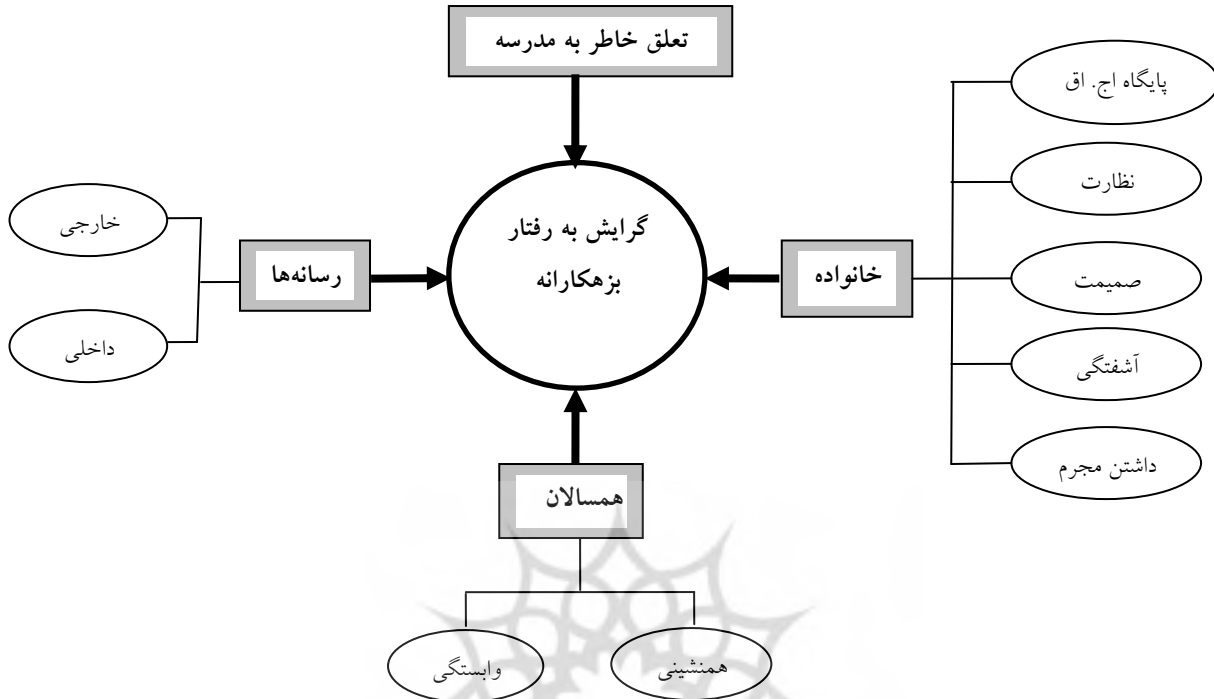 تعلق خاطر به مدرسه
پایگاه اج. اق
نظارت
گرایش به رفتار
بزهکارانه
خارجی
رسانه‌ها
خانواده
صمیمت
داخلی
آشفتگی
داشتن مجرم
همسالان
همنشینی
وابستگی